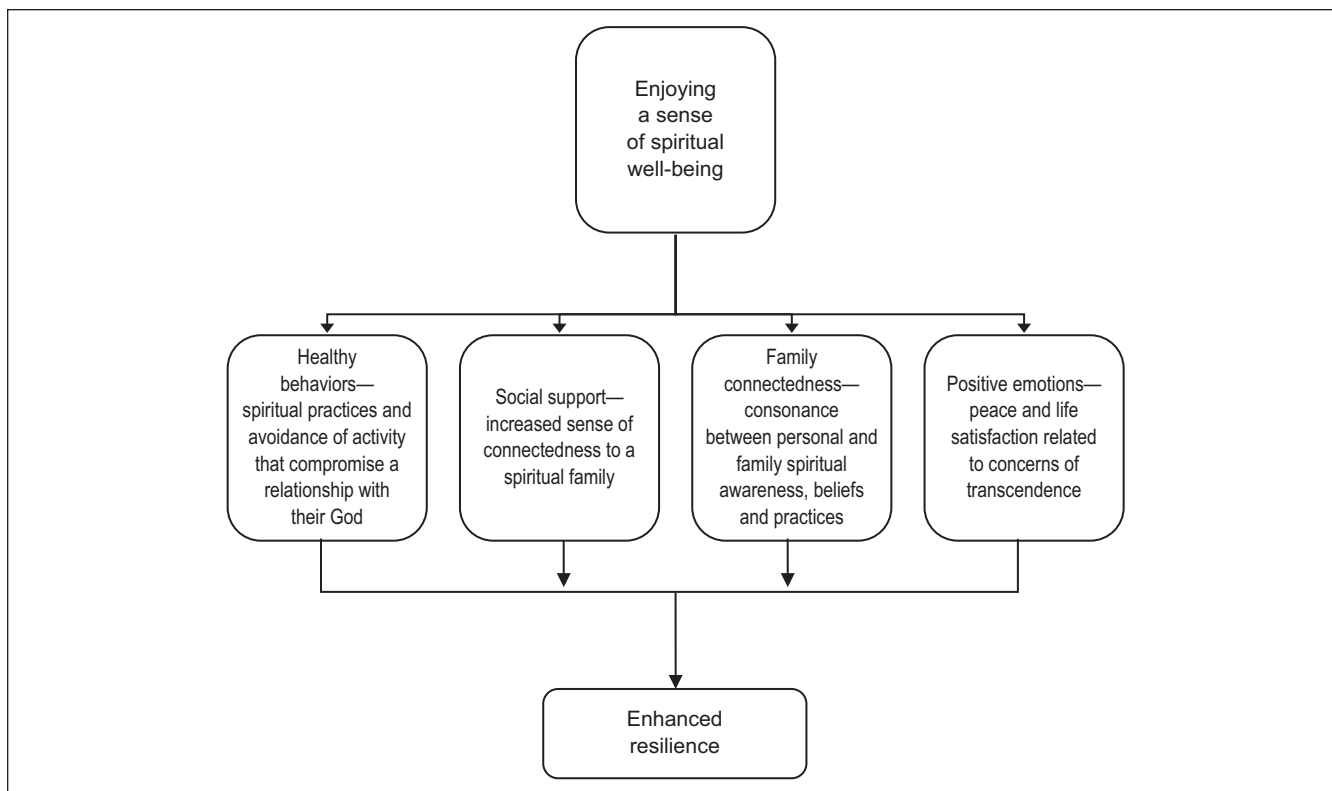 Enjoying
a sense
of spiritual
well-being
Healthy
behaviors—
spiritual practices and
avoidance of activity
that compromise a
relationship with
their God
Social support—
increased sense of
connectedness to a
spiritual family
Family
connectedness—
consonance
between personal and
family spiritual
awareness, beliefs
and practices
Positive emotions—
peace and life
satisfaction related
to concerns of
transcendence
Enhanced
resilience